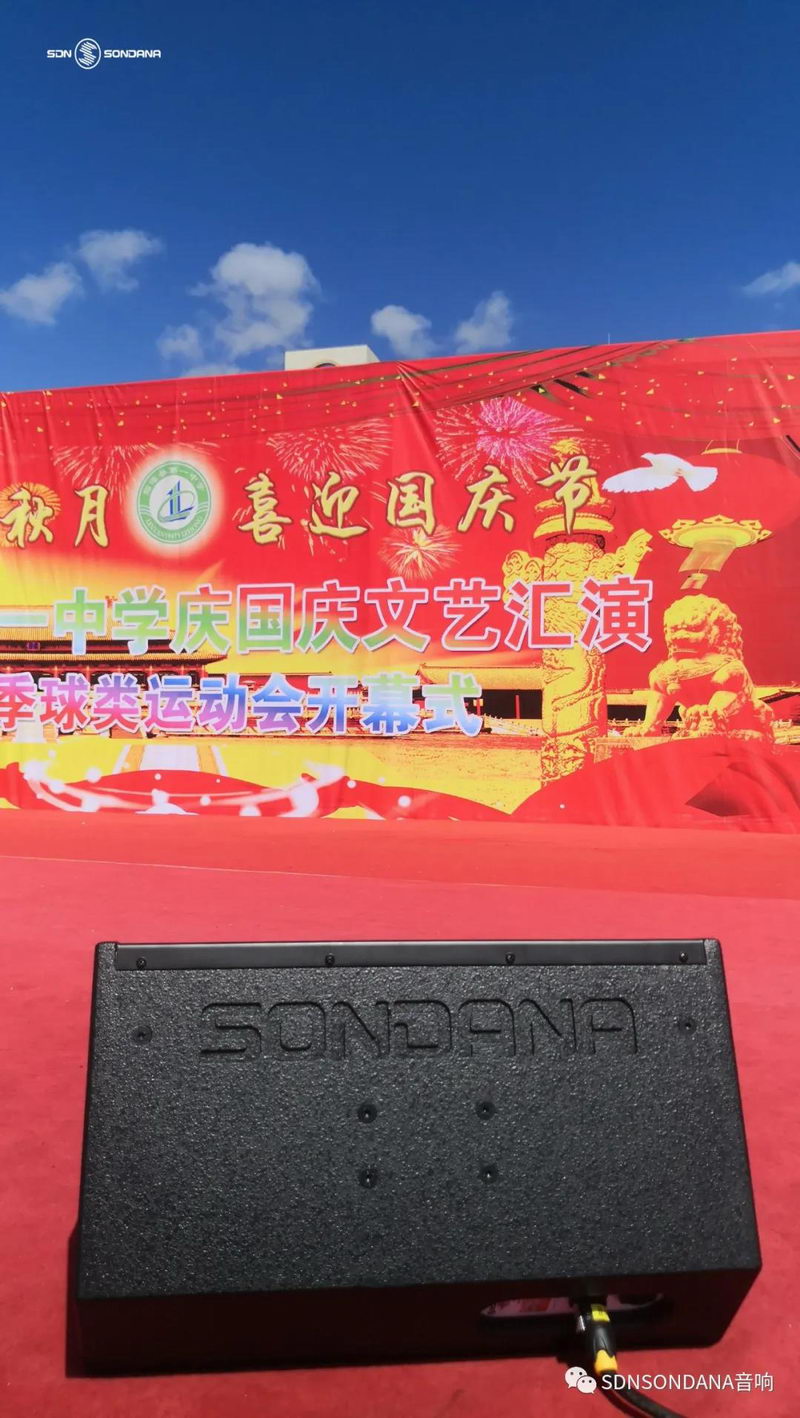 SDN SONDANA
秋月 喜迎国庆节
一中学庆国庆文艺汇演
季球类运动会开幕式
SONDANA
SDNSONDANA音响